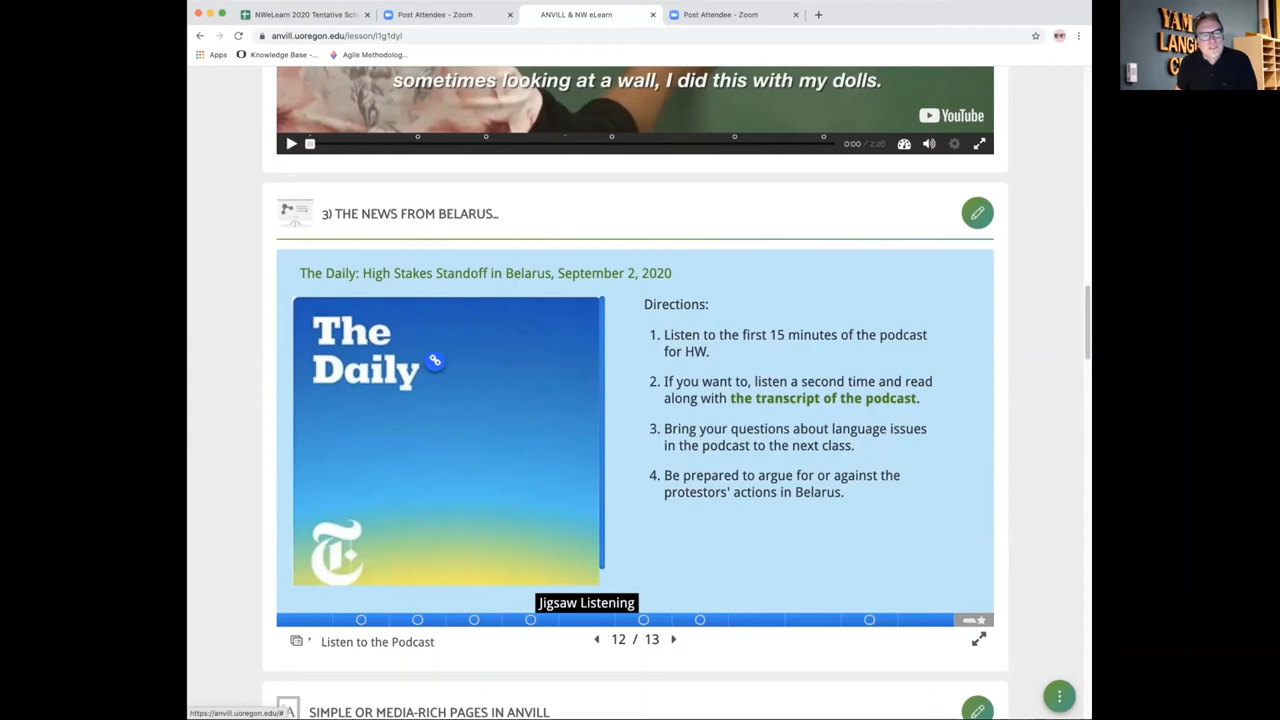 NWeLearn 2020 Tentative Sch
Post Attendee - Zoom
ANVILL & NW eLearn
Post Attendee - Zoom
anvill.uoregon.edu/lesson/l1g1dyl
Apps
Knowledge Base -...
Agile Methodolog...
sometimes looking at a wall, I did this with my dolls.
YouTube
0:00 / 2:26
3) THE NEWS FROM BELARUS...
The Daily: High Stakes Standoff in Belarus, September 2, 2020
The
Daily
Directions:
1. Listen to the first 15 minutes of the podcast
for HW.
2. If you want to, listen a second time and read
along with the transcript of the podcast.
3. Bring your questions about language issues
in the podcast to the next class.
4. Be prepared to argue for or against the
protestors' actions in Belarus.
Jigsaw Listening
Listen to the Podcast
12 / 13
SIMPLE OR MEDIA-RICH PAGES IN ANVILL
https://anvill.uoregon.edu/#
YAM
LANG
C